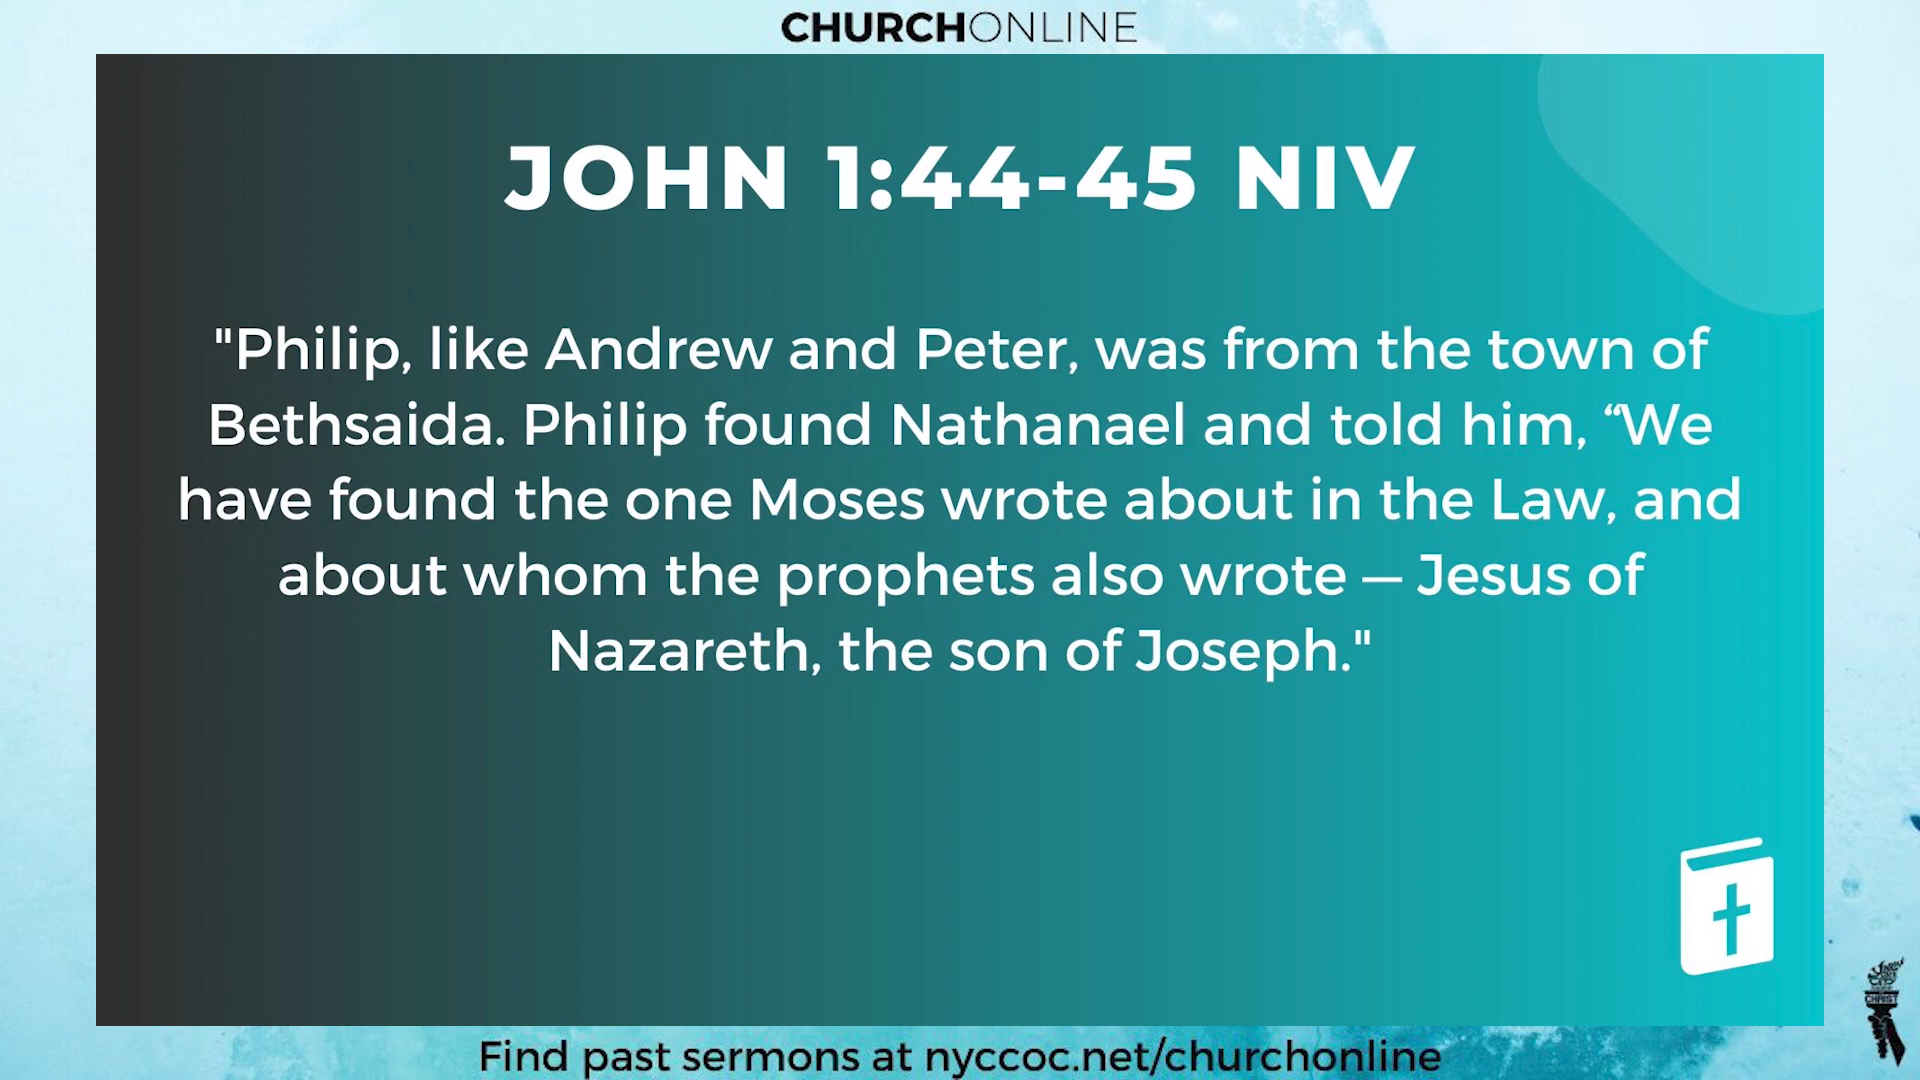 CHURCHONLINE
JOHN 1:44-45 NIV
"Philip, like Andrew and Peter, was from the town of
Bethsaida. Philip found Nathanael and told him, “We
have found the one Moses wrote about in the Law, and
about whom the prophets also wrote — Jesus of
Nazareth, the son of Joseph."
CHRIST
Find past sermons at nyccoc.net/churchonline